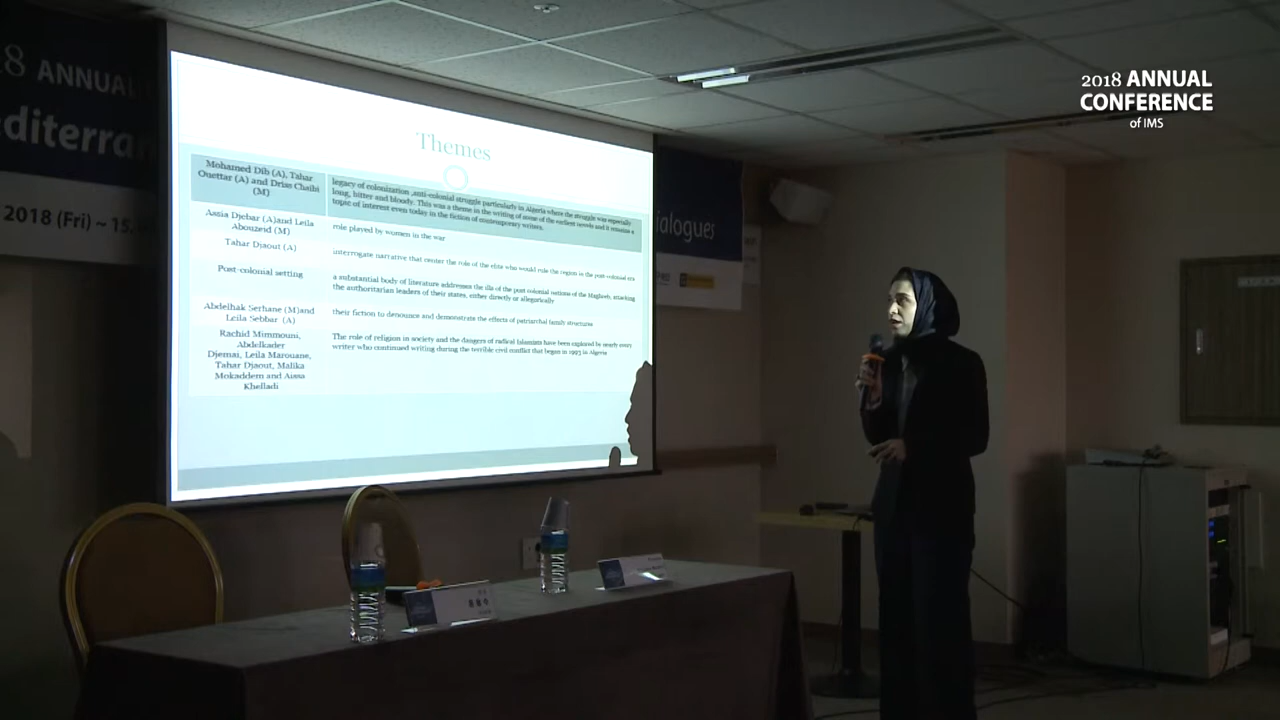 2018 ANNUAL
CONFERENCE
of IMS
8 ANNUAL
editerran
2018 (Fri) ~ 15.
ialogues
Themes
Mohamed Dib (A), Tahar
Ouettar (A) and Driss Chaibi
(M)
legacy of colonization ,anti-colonial struggle particularly in Algeria where the struggle was especially
long, bitter and bloody. This was a theme in the writing of some of the earliest novels and it remains a
topic of interest even today in the fiction of contemporary writers.
Assia Djebar (A)and Leila
Abouzeid (M)
role played by women in the war
Tahar Djaout (A)
interrogate narrative that center the role of the elite who would rule the region in the post-colonial era
Post-colonial setting
a substantial body of literature addresses the ills of the post colonial nations of the Maghreb, attacking
the authoritarian leaders of their states, either directly or allegorically
Abdelhak Serhane (M)and
Leila Sebbar (A)
their fiction to denounce and demonstrate the effects of patriarchal family structures
Rachid Mimmouni,
Abdelkader
Djemai, Leila Marouane,
Tahar Djaout, Malika
Mokaddem and Aissa
Khelladi
The role of religion in society and the dangers of radical Islamists have been explored by nearly every
writer who continued writing during the terrible civil conflict that began in 1993 in Algeria